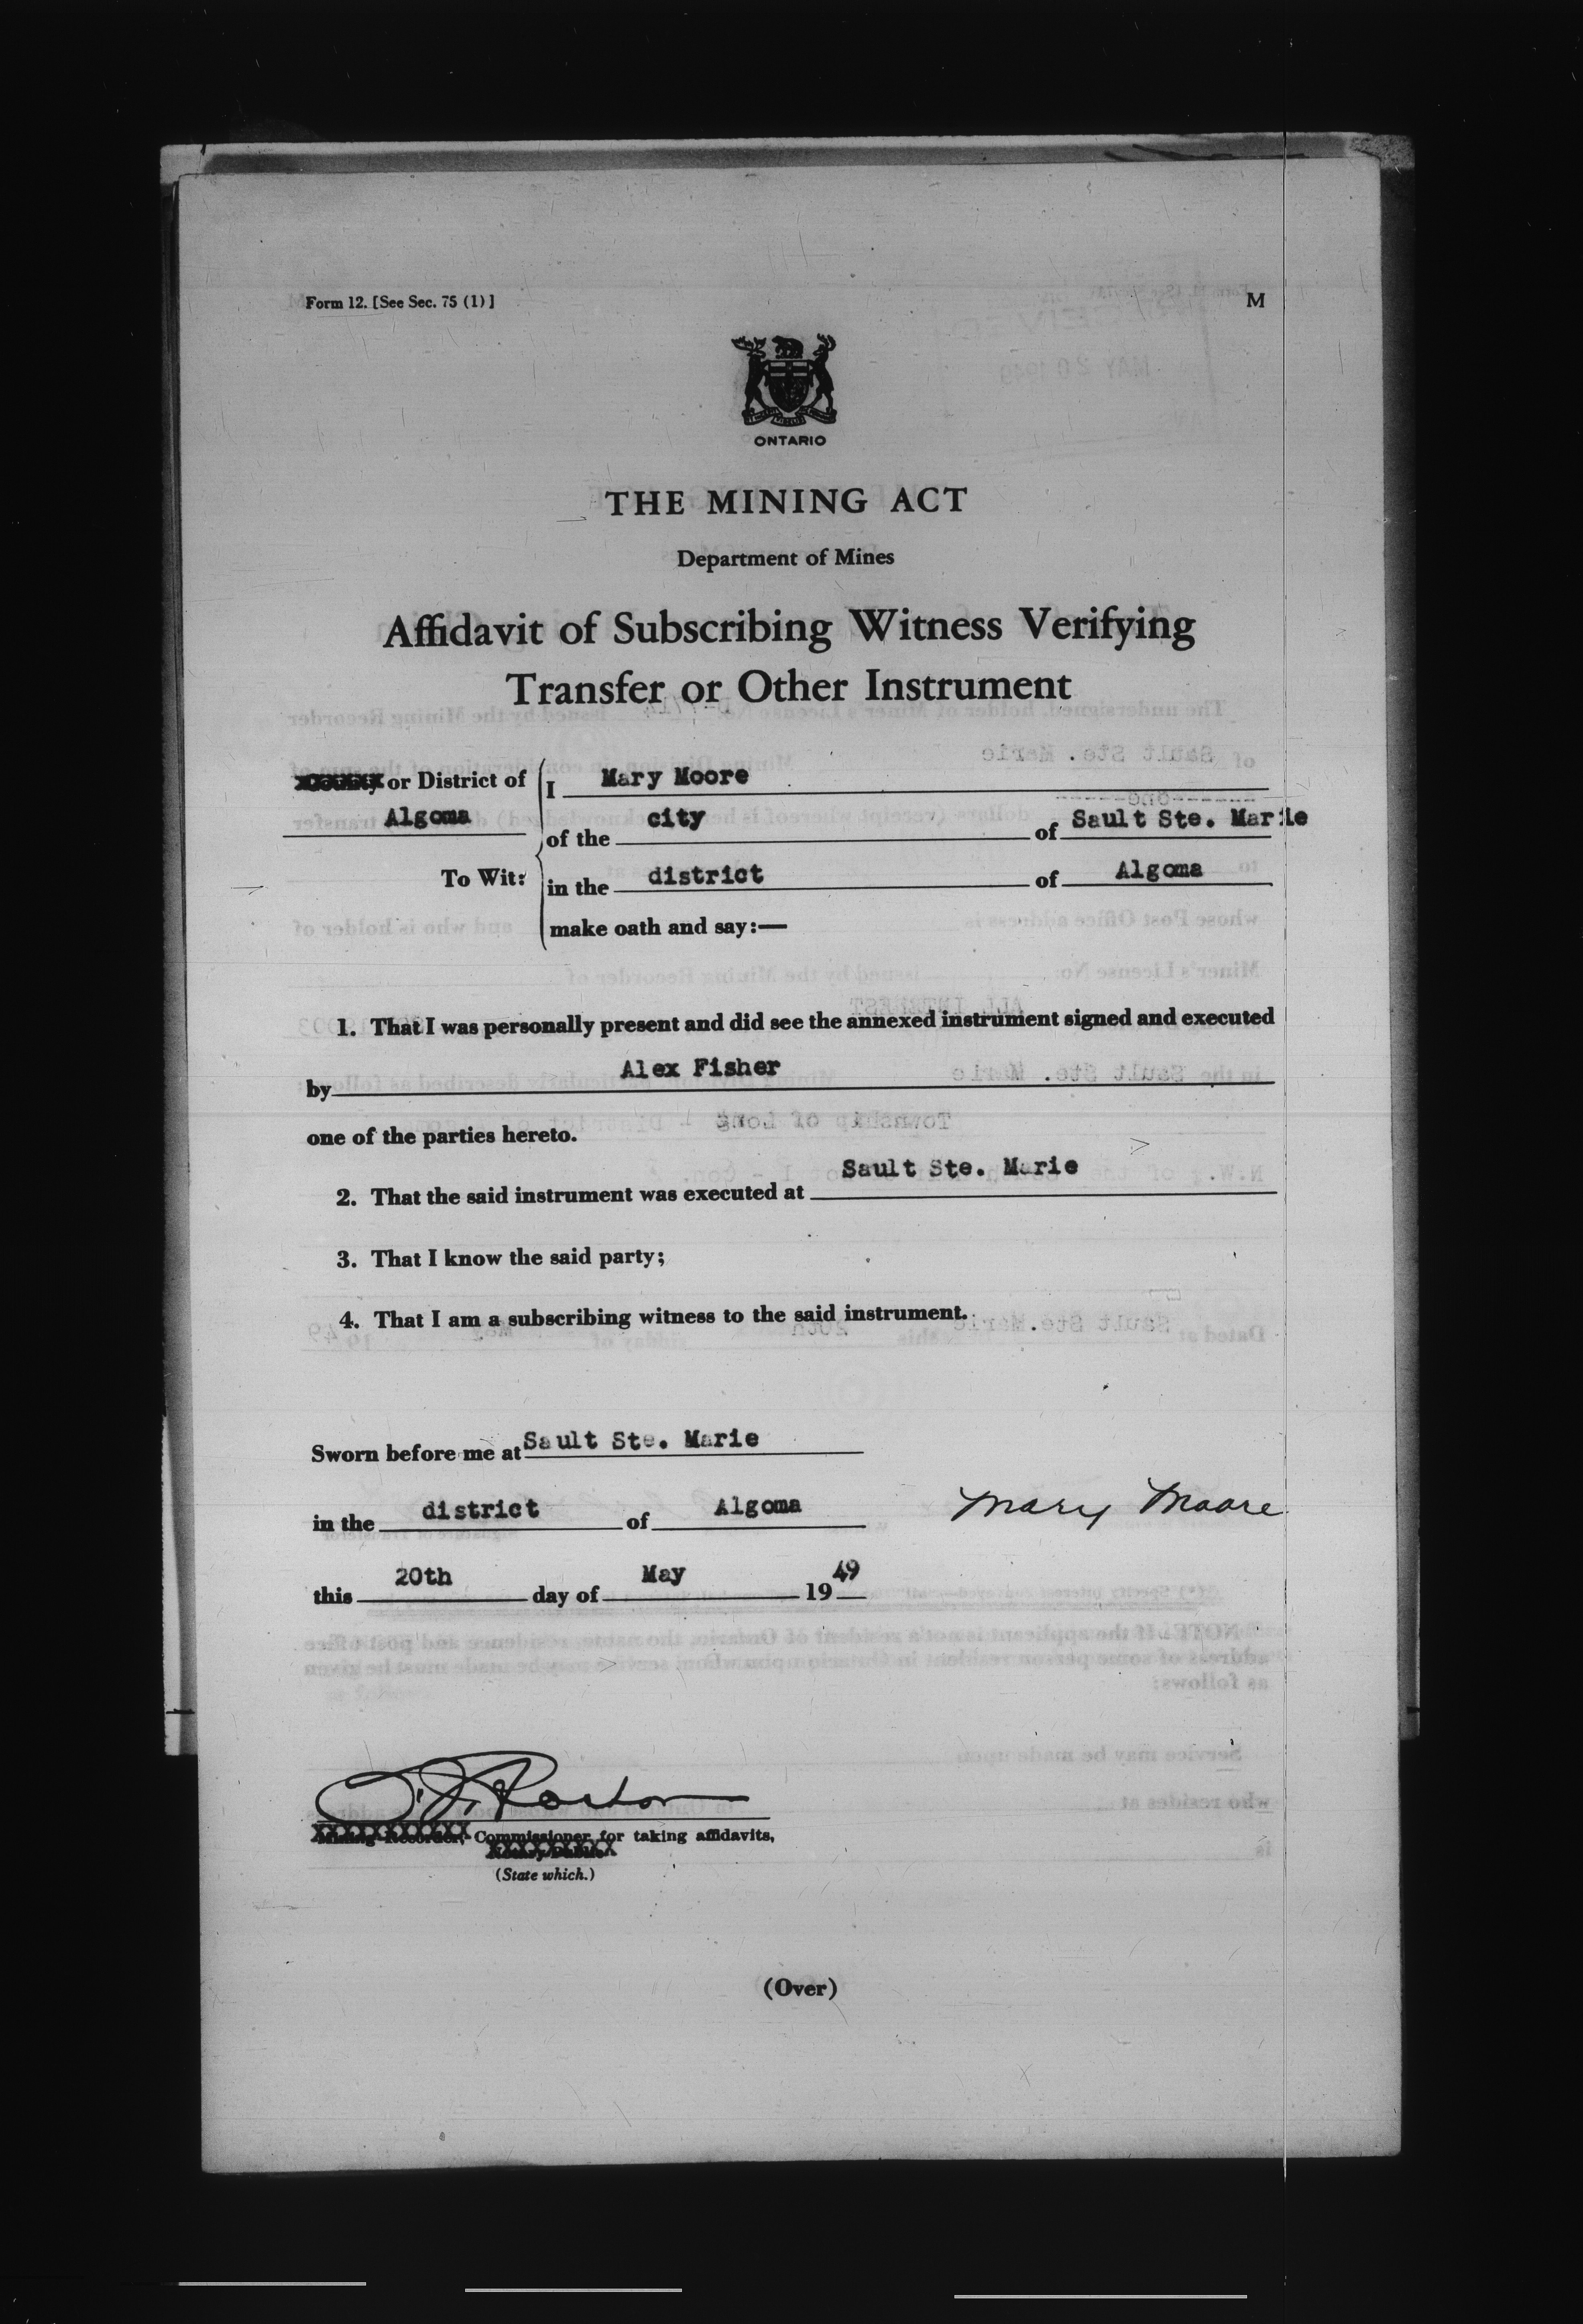 Form 12. [See Sec. 75 (1)]
M
ONTARIO
THE MINING ACT
Department of Mines
Affidavit of Subscribing Witness Verifying
Transfer or Other Instrument
or District of
Algoma
To Wit:
I Mary Moore
of the city of Sault Ste. Marie
in the district of Algoma
make oath and say:—
1. That I was personally present and did see the annexed instrument signed and executed
by Alex Fisher
one of the parties hereto.
2. That the said instrument was executed at Sault Ste. Marie
3. That I know the said party;
4. That I am a subscribing witness to the said instrument.
Sworn before me at Sault Ste. Marie
in the district of Algoma
Mary Moore
this 20th day of May 1949
Commissioner for taking affidavits,
(State which.)
(Over)